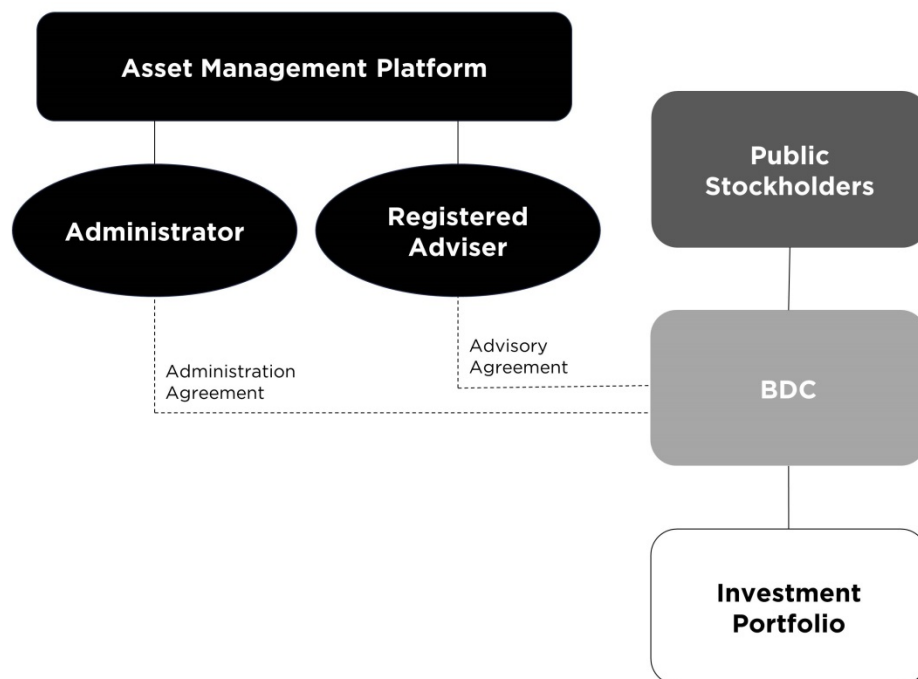 Asset Management Platform
Public
Stockholders
Administrator
Registered
Adviser
Administration
Agreement
Advisory
Agreement
BDC
Investment
Portfolio